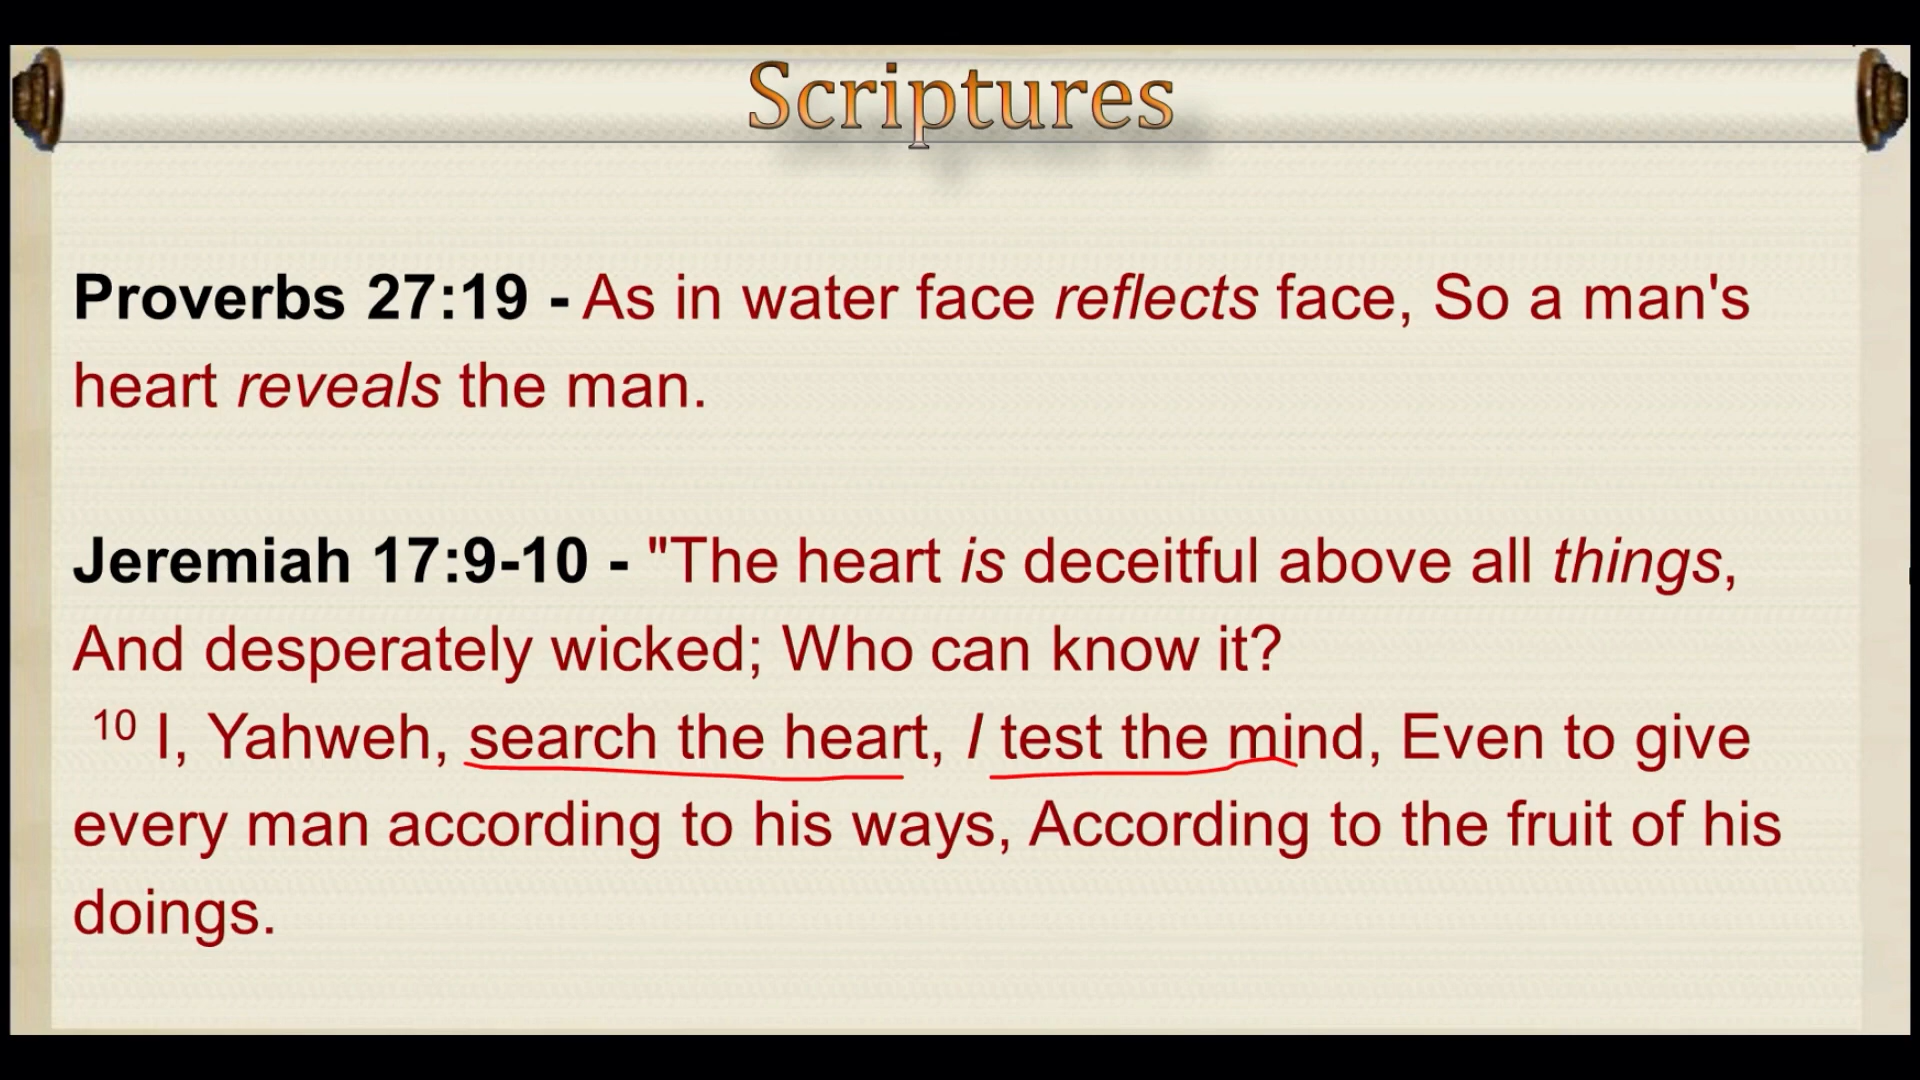 Scriptures
Proverbs 27:19 - As in water face reflects face, So a man's
heart reveals the man.
Jeremiah 17:9-10 - "The heart is deceitful above all things,
And desperately wicked; Who can know it?
10 I, Yahweh, search the heart, I test the mind, Even to give
every man according to his ways, According to the fruit of his
doings.